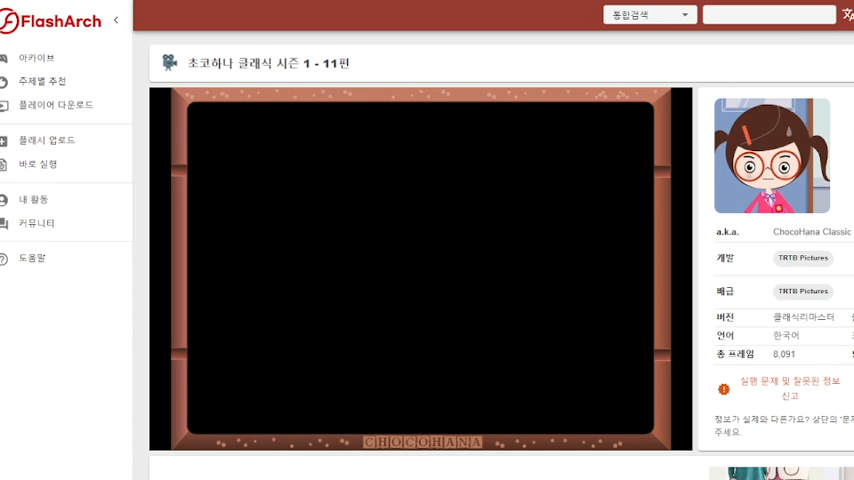 FlashArch
통합검색
아카이브
주제별 추천
플레이어 다운로드
플래시 업로드
바로 실행
내 활동
커뮤니티
도움말
초코하나 클래식 시즌 1 - 11편
CHOCOHANA
a.k.a. ChocoHana Classic
개발 TRTB Pictures
배급 TRTB Pictures
버전 클래식리마스터
언어 한국어
총 프레임 8,091
실행 문제 및 잘못된 정보
신고
정보가 실제와 다른가요? 상단의 '문제
주세요.